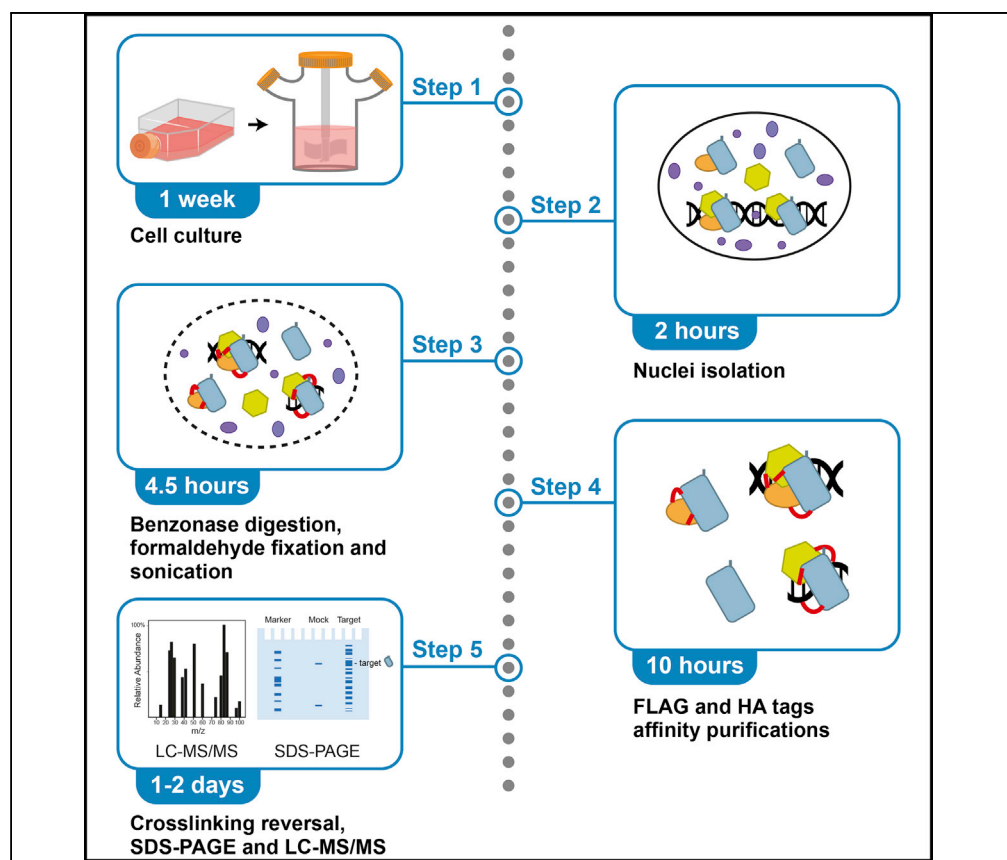 Step 1
1 week
Cell culture
Step 2
2 hours
Nuclei isolation
Step 3
4.5 hours
Benzonase digestion,
formaldehyde fixation and
sonication
Step 4
10 hours
FLAG and HA tags
affinity purifications
Step 5
100%
Relative Abundance
10 20 30 40 50 60 70 80 90 100
m/z
LC-MS/MS
Marker Mock Target
- target
SDS-PAGE
1-2 days
Crosslinking reversal,
SDS-PAGE and LC-MS/MS